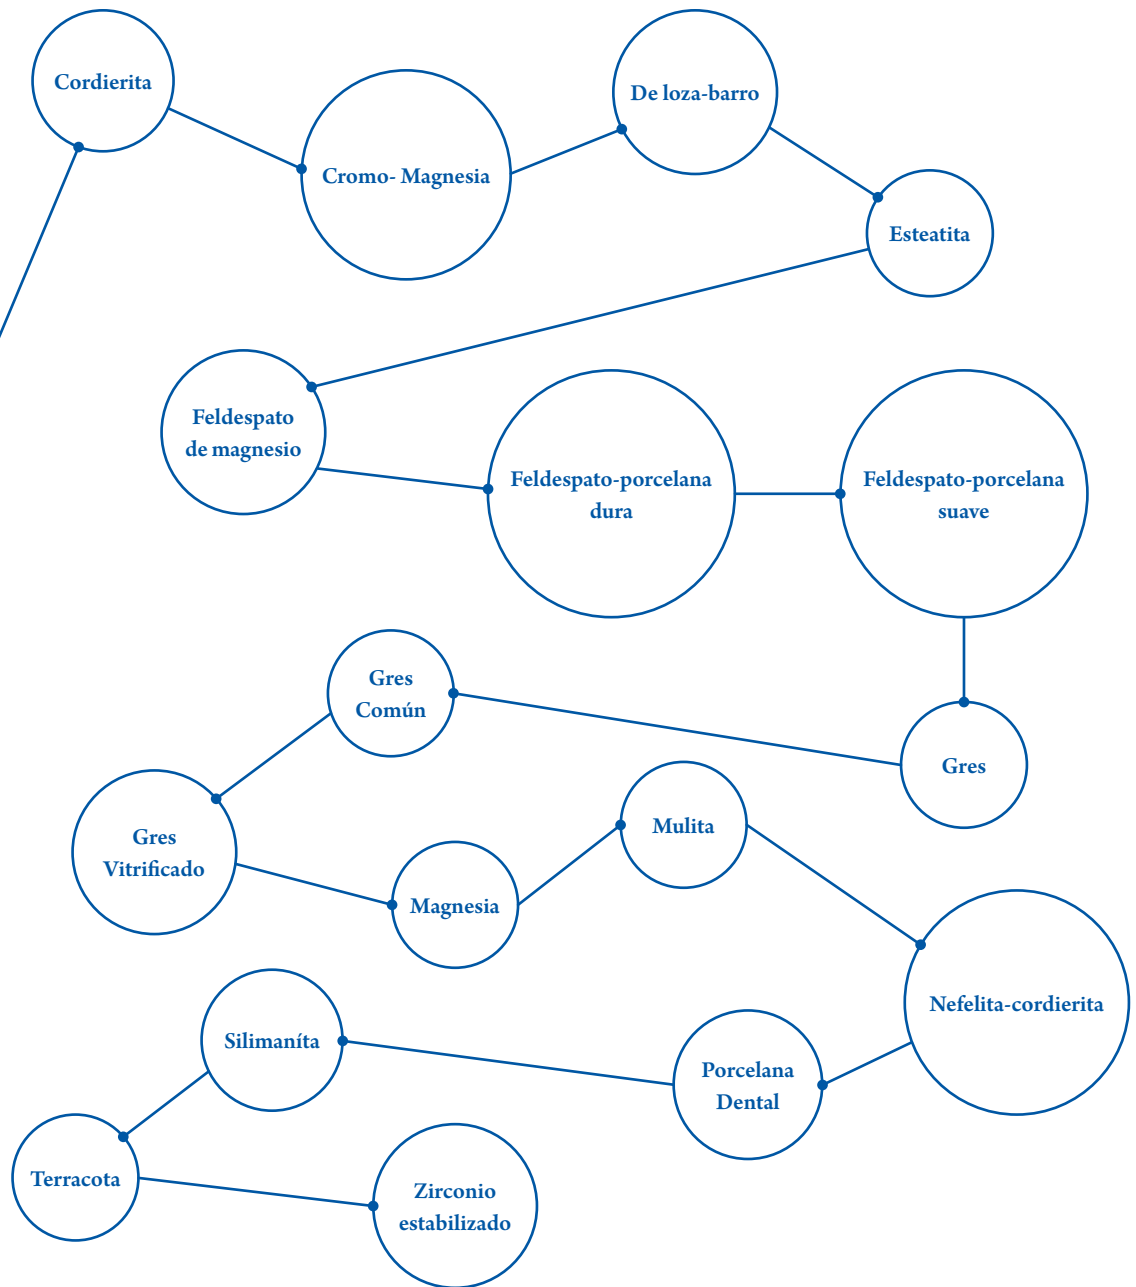 Cordierita
Cromo- Magnesia
De loza-barro
Esteatita
Feldespato
de magnesio
Feldespato-porcelana
dura
Feldespato-porcelana
suave
Gres
Gres
Común
Gres
Vitrificado
Magnesia
Mulita
Nefelita-cordierita
Porcelana
Dental
Silimaníta
Terracota
Zirconio
estabilizado